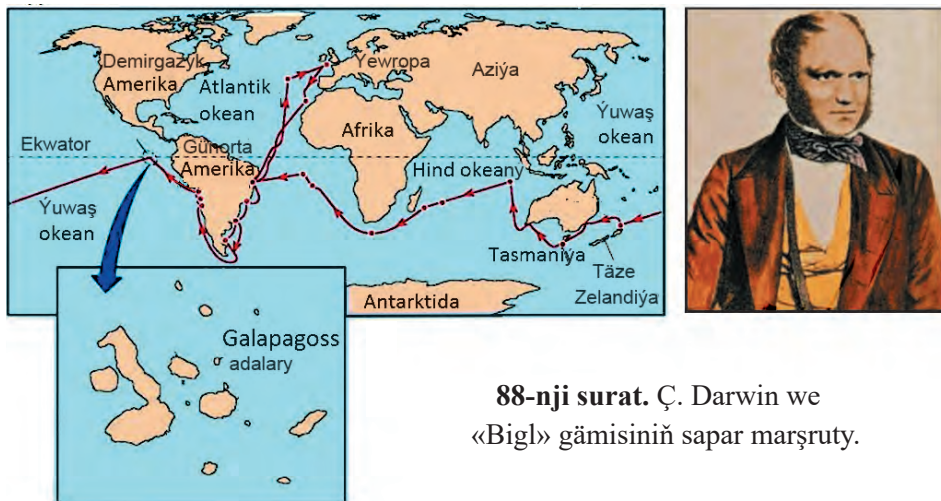 Demirgazyk
Amerika
Atlantik
okean
Ýewropa
Aziýa
Ýuwaş
okean
Afrika
Ekwator
Günorta
Amerika
Hind okeany
Ýuwaş
okean
Tasmaniýa
Täze
Zelandiýa
Antarktida
Galapagoss
adalary
88-nji surat. Ç. Darwin we
«Bigl» gämisiniň sapar marşruty.